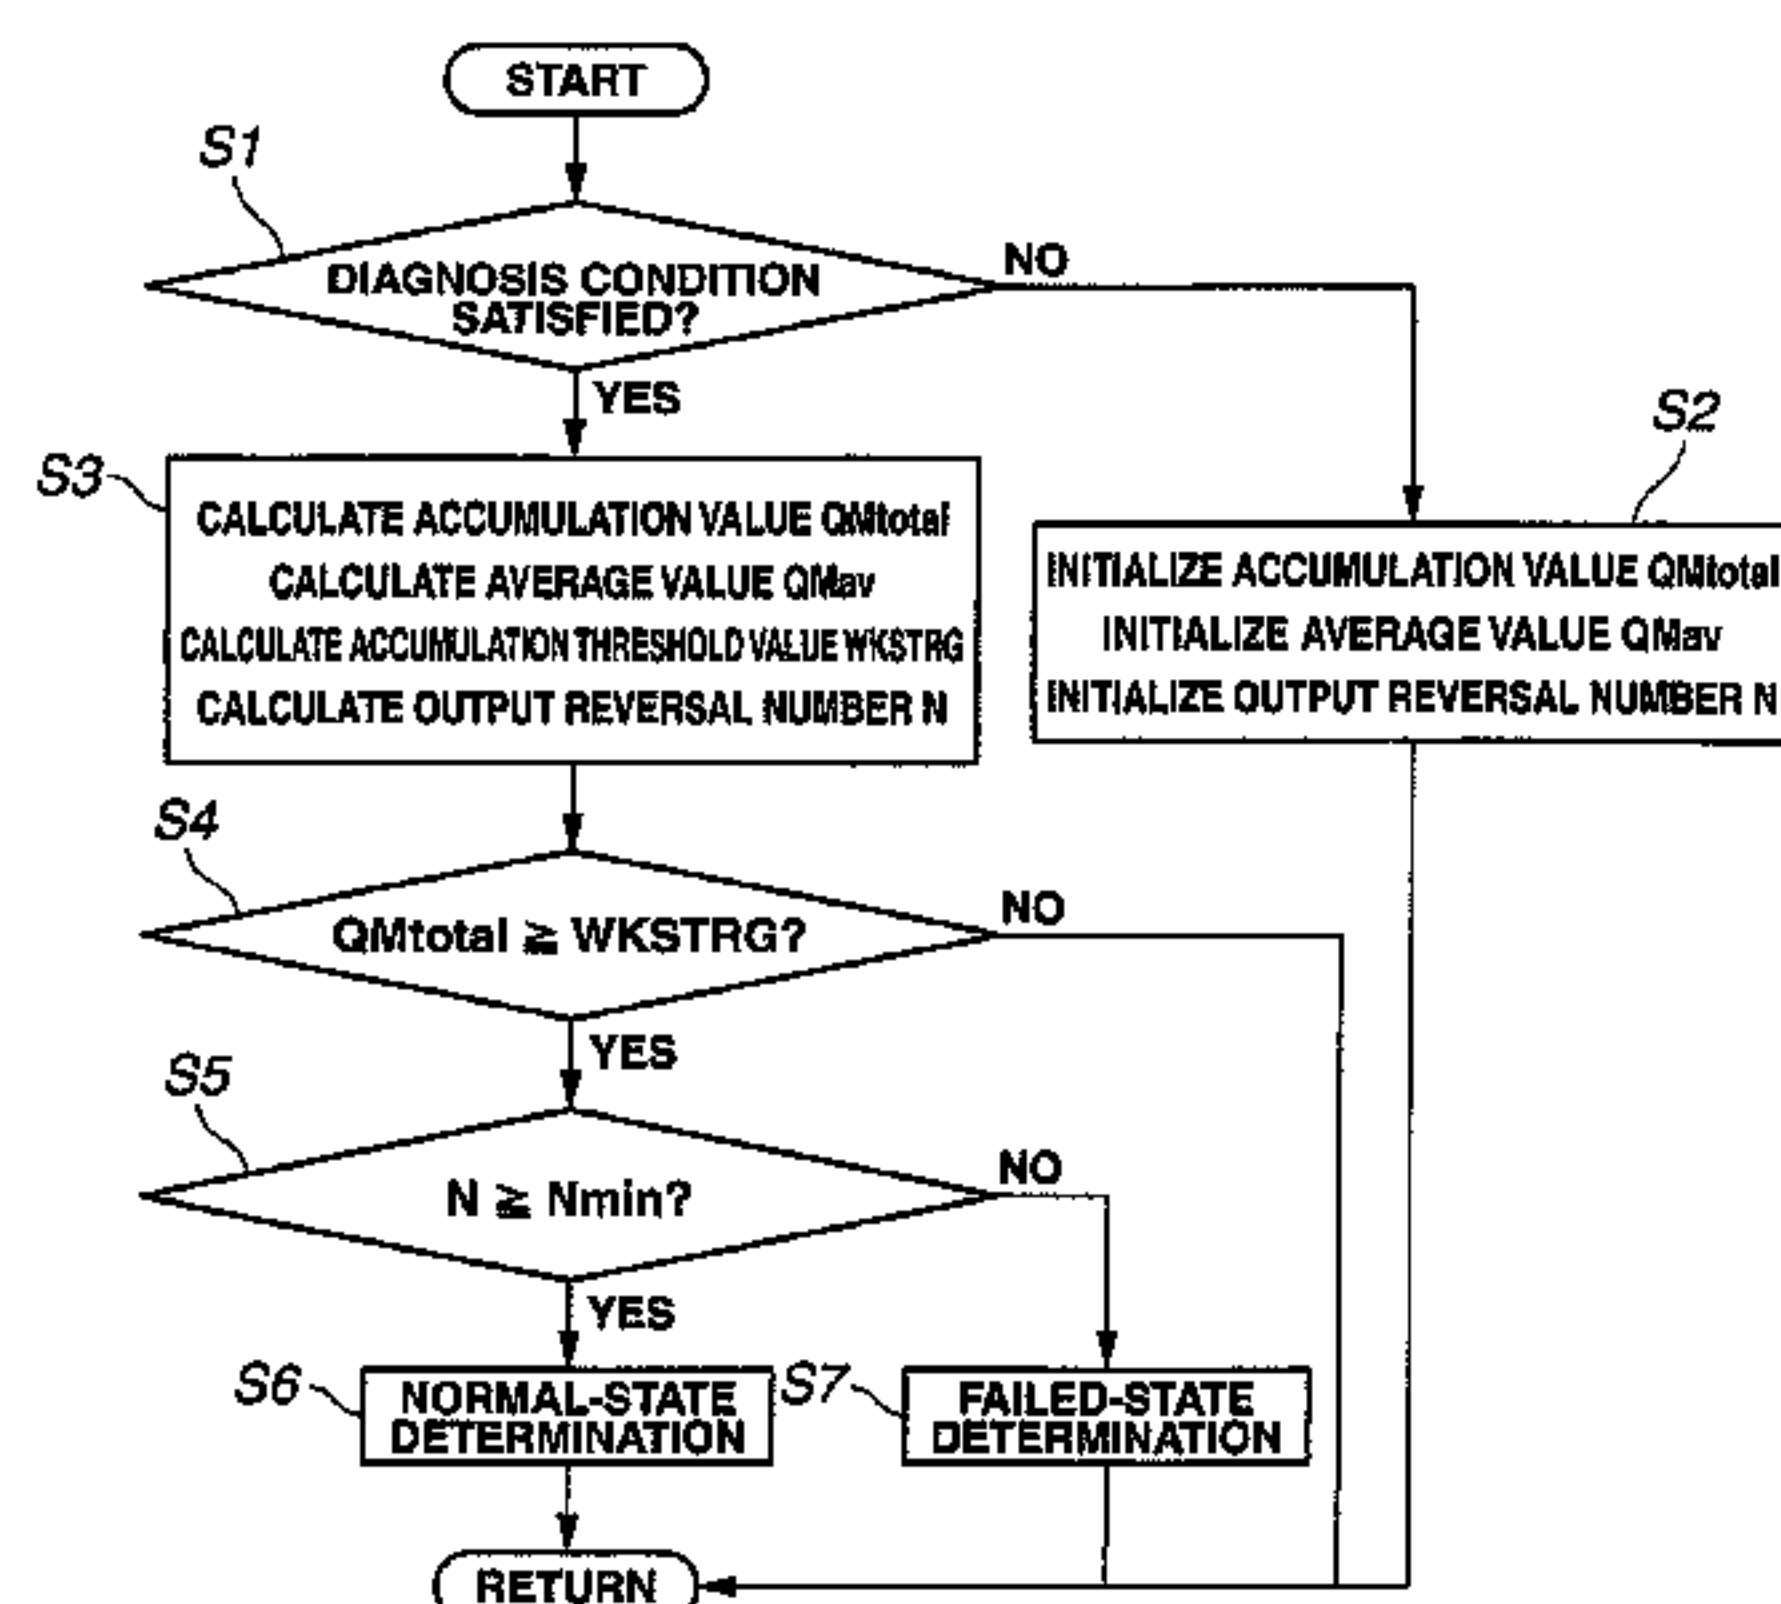 START
S1
DIAGNOSIS CONDITION
SATISFIED?
NO
YES
S2
S3
CALCULATE ACCUMULATION VALUE QMtotal
CALCULATE AVERAGE VALUE QMav
CALCULATE ACCUMULATION THRESHOLD VALUE WKSTRG
CALCULATE OUTPUT REVERSAL NUMBER N
INITIALIZE ACCUMULATION VALUE QMtotal
INITIALIZE AVERAGE VALUE QMav
INITIALIZE OUTPUT REVERSAL NUMBER N
S4
QMtotal ≧ WKSTRG?
NO
YES
S5
N ≧ Nmin?
NO
YES
S6
NORMAL-STATE
DETERMINATION
S7
FAILED-STATE
DETERMINATION
RETURN